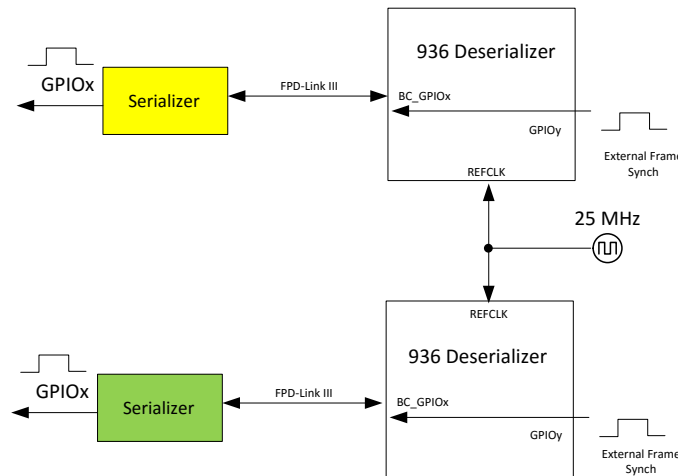 936 Deserializer
GPIOx
Serializer
FPD-Link III
BC_GPIOx
GPIOy
External Frame
Synch
REFCLK
25 MHz
REFCLK
936 Deserializer
GPIOx
Serializer
FPD-Link III
BC_GPIOx
GPIOy
External Frame
Synch